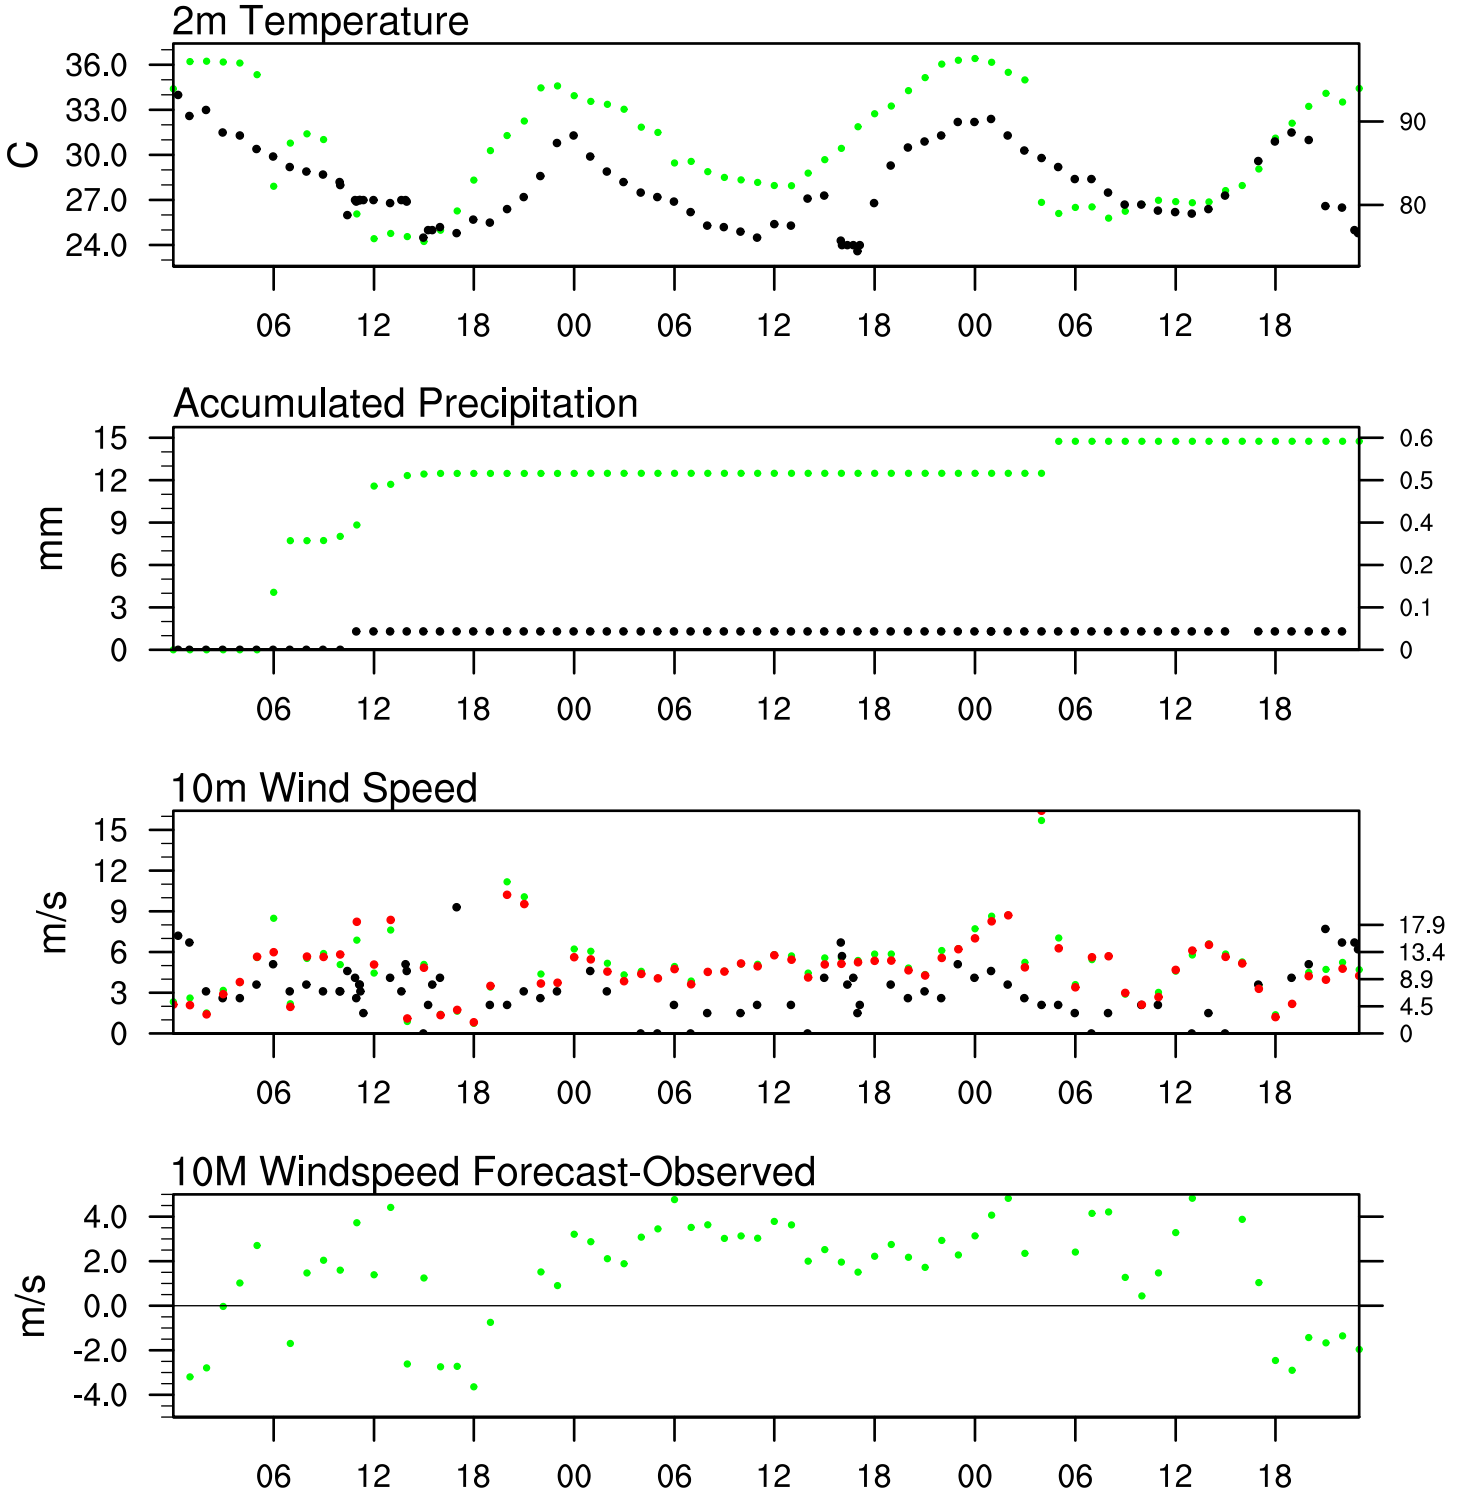 2m Temperature
36.0
33.0
30.0
27.0
24.0
C
90
80
06 12 18 00 06 12 18 00 06 12 18
Accumulated Precipitation
15
12
9
6
3
0
mm
0.6
0.5
0.4
0.2
0.1
0
06 12 18 00 06 12 18 00 06 12 18
10m Wind Speed
15
12
9
6
3
0
m/s
17.9
13.4
8.9
4.5
0
06 12 18 00 06 12 18 00 06 12 18
10M Windspeed Forecast-Observed
4.0
2.0
0.0
-2.0
-4.0
m/s
06 12 18 00 06 12 18 00 06 12 18